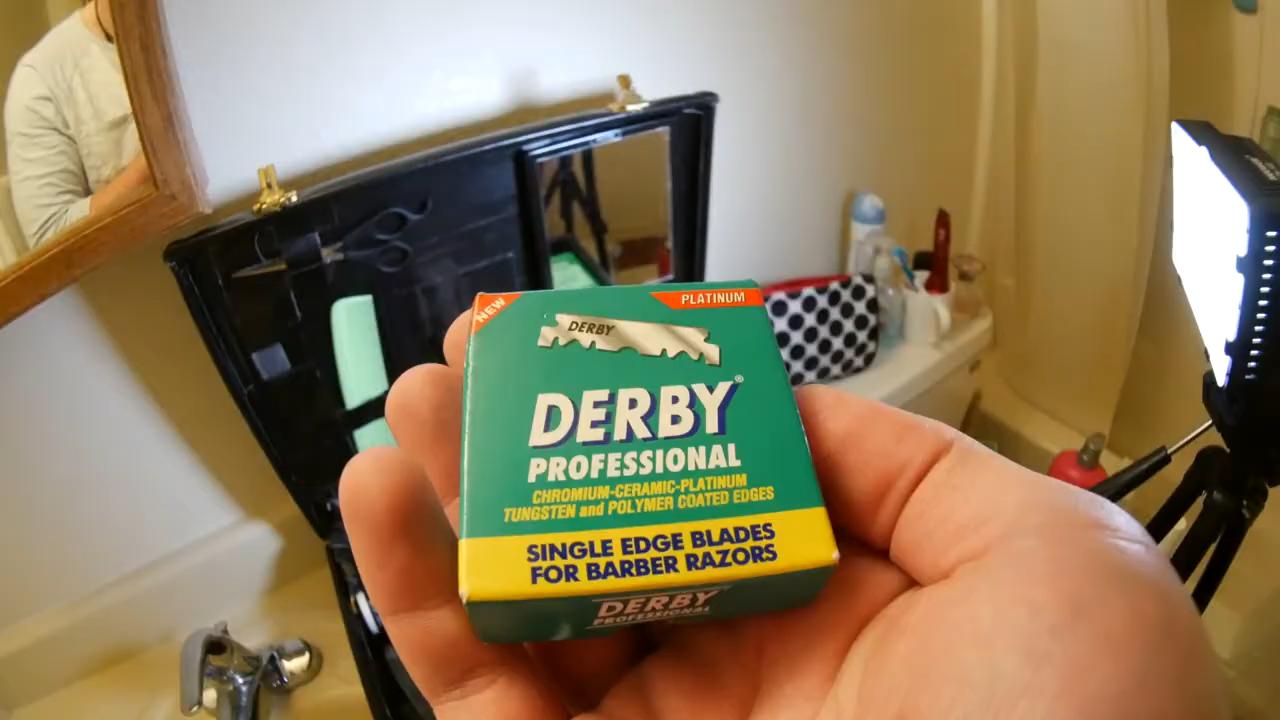 NEW
PLATINUM
DERBY
DERBY®
PROFESSIONAL
CHROMIUM-CERAMIC-PLATINUM
TUNGSTEN and POLYMER COATED EDGES
SINGLE EDGE BLADES
FOR BARBER RAZORS
DERBY
PROFESSIONAL